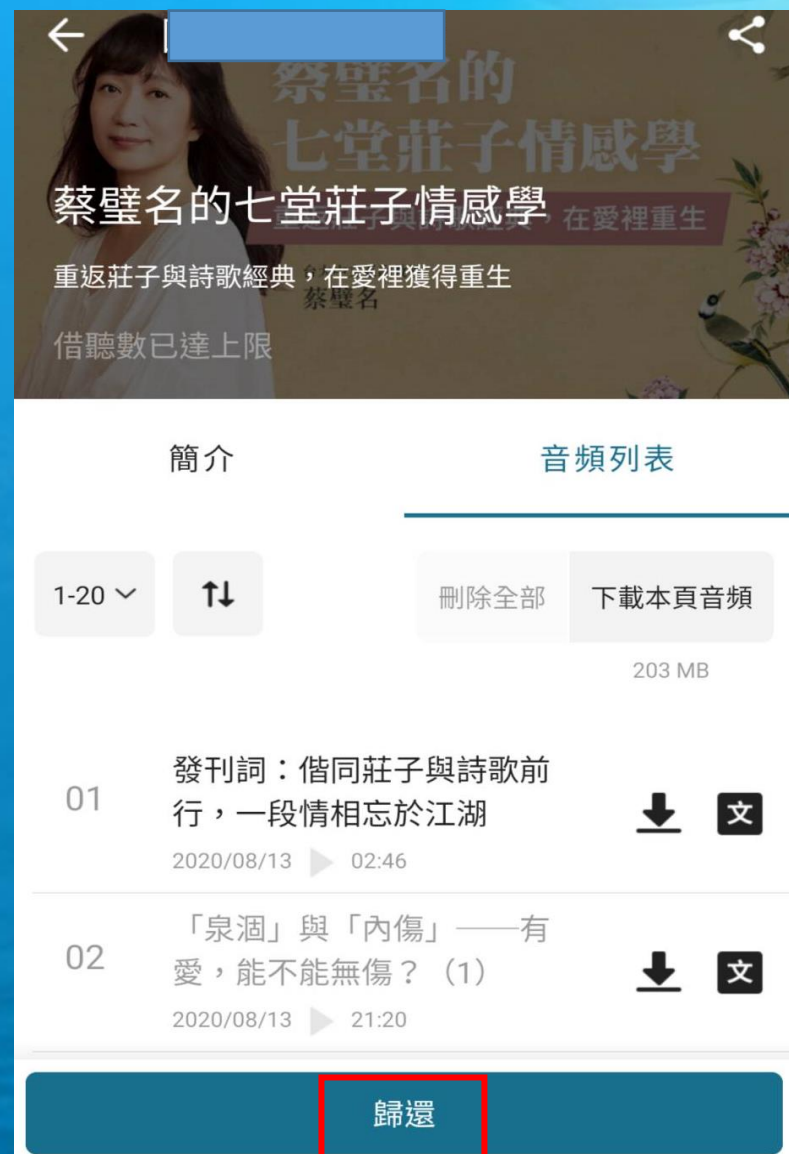 蔡璧名的
七堂莊子情感學
蔡璧名的七堂莊子情感學
在愛裡重生
重返莊子與詩歌經典，在愛裡獲得重生
蔡璧名
借聽數已達上限
簡介
音頻列表
1-20
刪除全部
下載本頁音頻
203 MB
01
發刊詞：偕同莊子與詩歌前
行，一段情相忘於江湖
文
2020/08/13 02:46
02
「泉涸」與「內傷」——有
愛，能不能無傷？（1）
文
2020/08/13 21:20
歸還